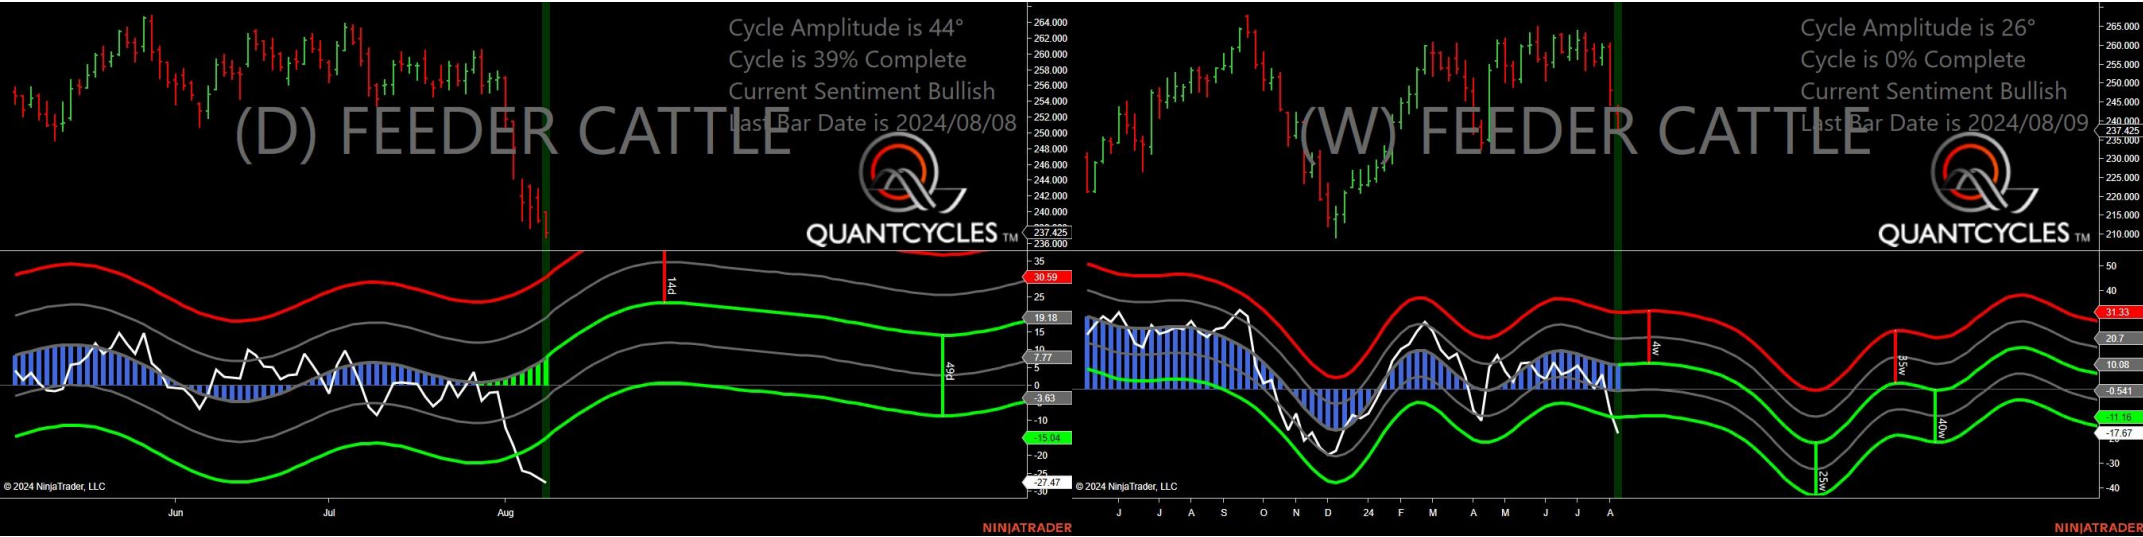 Cycle Amplitude is 44°
Cycle is 39% Complete
Current Sentiment Bullish
Last Bar Date is 2024/08/08
(D) FEEDER CATTLE
QUANTCYCLES TM
264.000
262.000
260.000
258.000
256.000
254.000
252.000
250.000
248.000
246.000
244.000
242.000
240.000
237.425
236.000
35
30.59
25
19.18
15
10
7.77
5
0
-3.63
-10
-15.04
-20
-25
-27.47
-30
14d
49d
© 2024 NinjaTrader, LLC
Jun
Jul
Aug
NINJATRADER
Cycle Amplitude is 26°
Cycle is 0% Complete
Current Sentiment Bullish
Last Bar Date is 2024/08/09
(W) FEEDER CATTLE
QUANTCYCLES TM
265.000
260.000
255.000
250.000
245.000
240.000
237.425
235.000
230.000
225.000
220.000
215.000
210.000
50
40
31.33
20.7
10.08
-0.541
-11.16
-17.67
-30
-40
4w
35w
40w
25w
© 2024 NinjaTrader, LLC
J J A S O N D 24 F M A M J J A
NINJATRADER